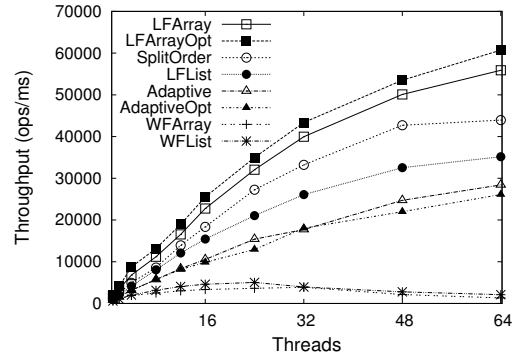 70000
60000
50000
40000
30000
20000
10000
0
Throughput (ops/ms)
LFArray
LFArrayOpt
SplitOrder
LFList
Adaptive
AdaptiveOpt
WFArray
WFList
16
32
48
64
Threads